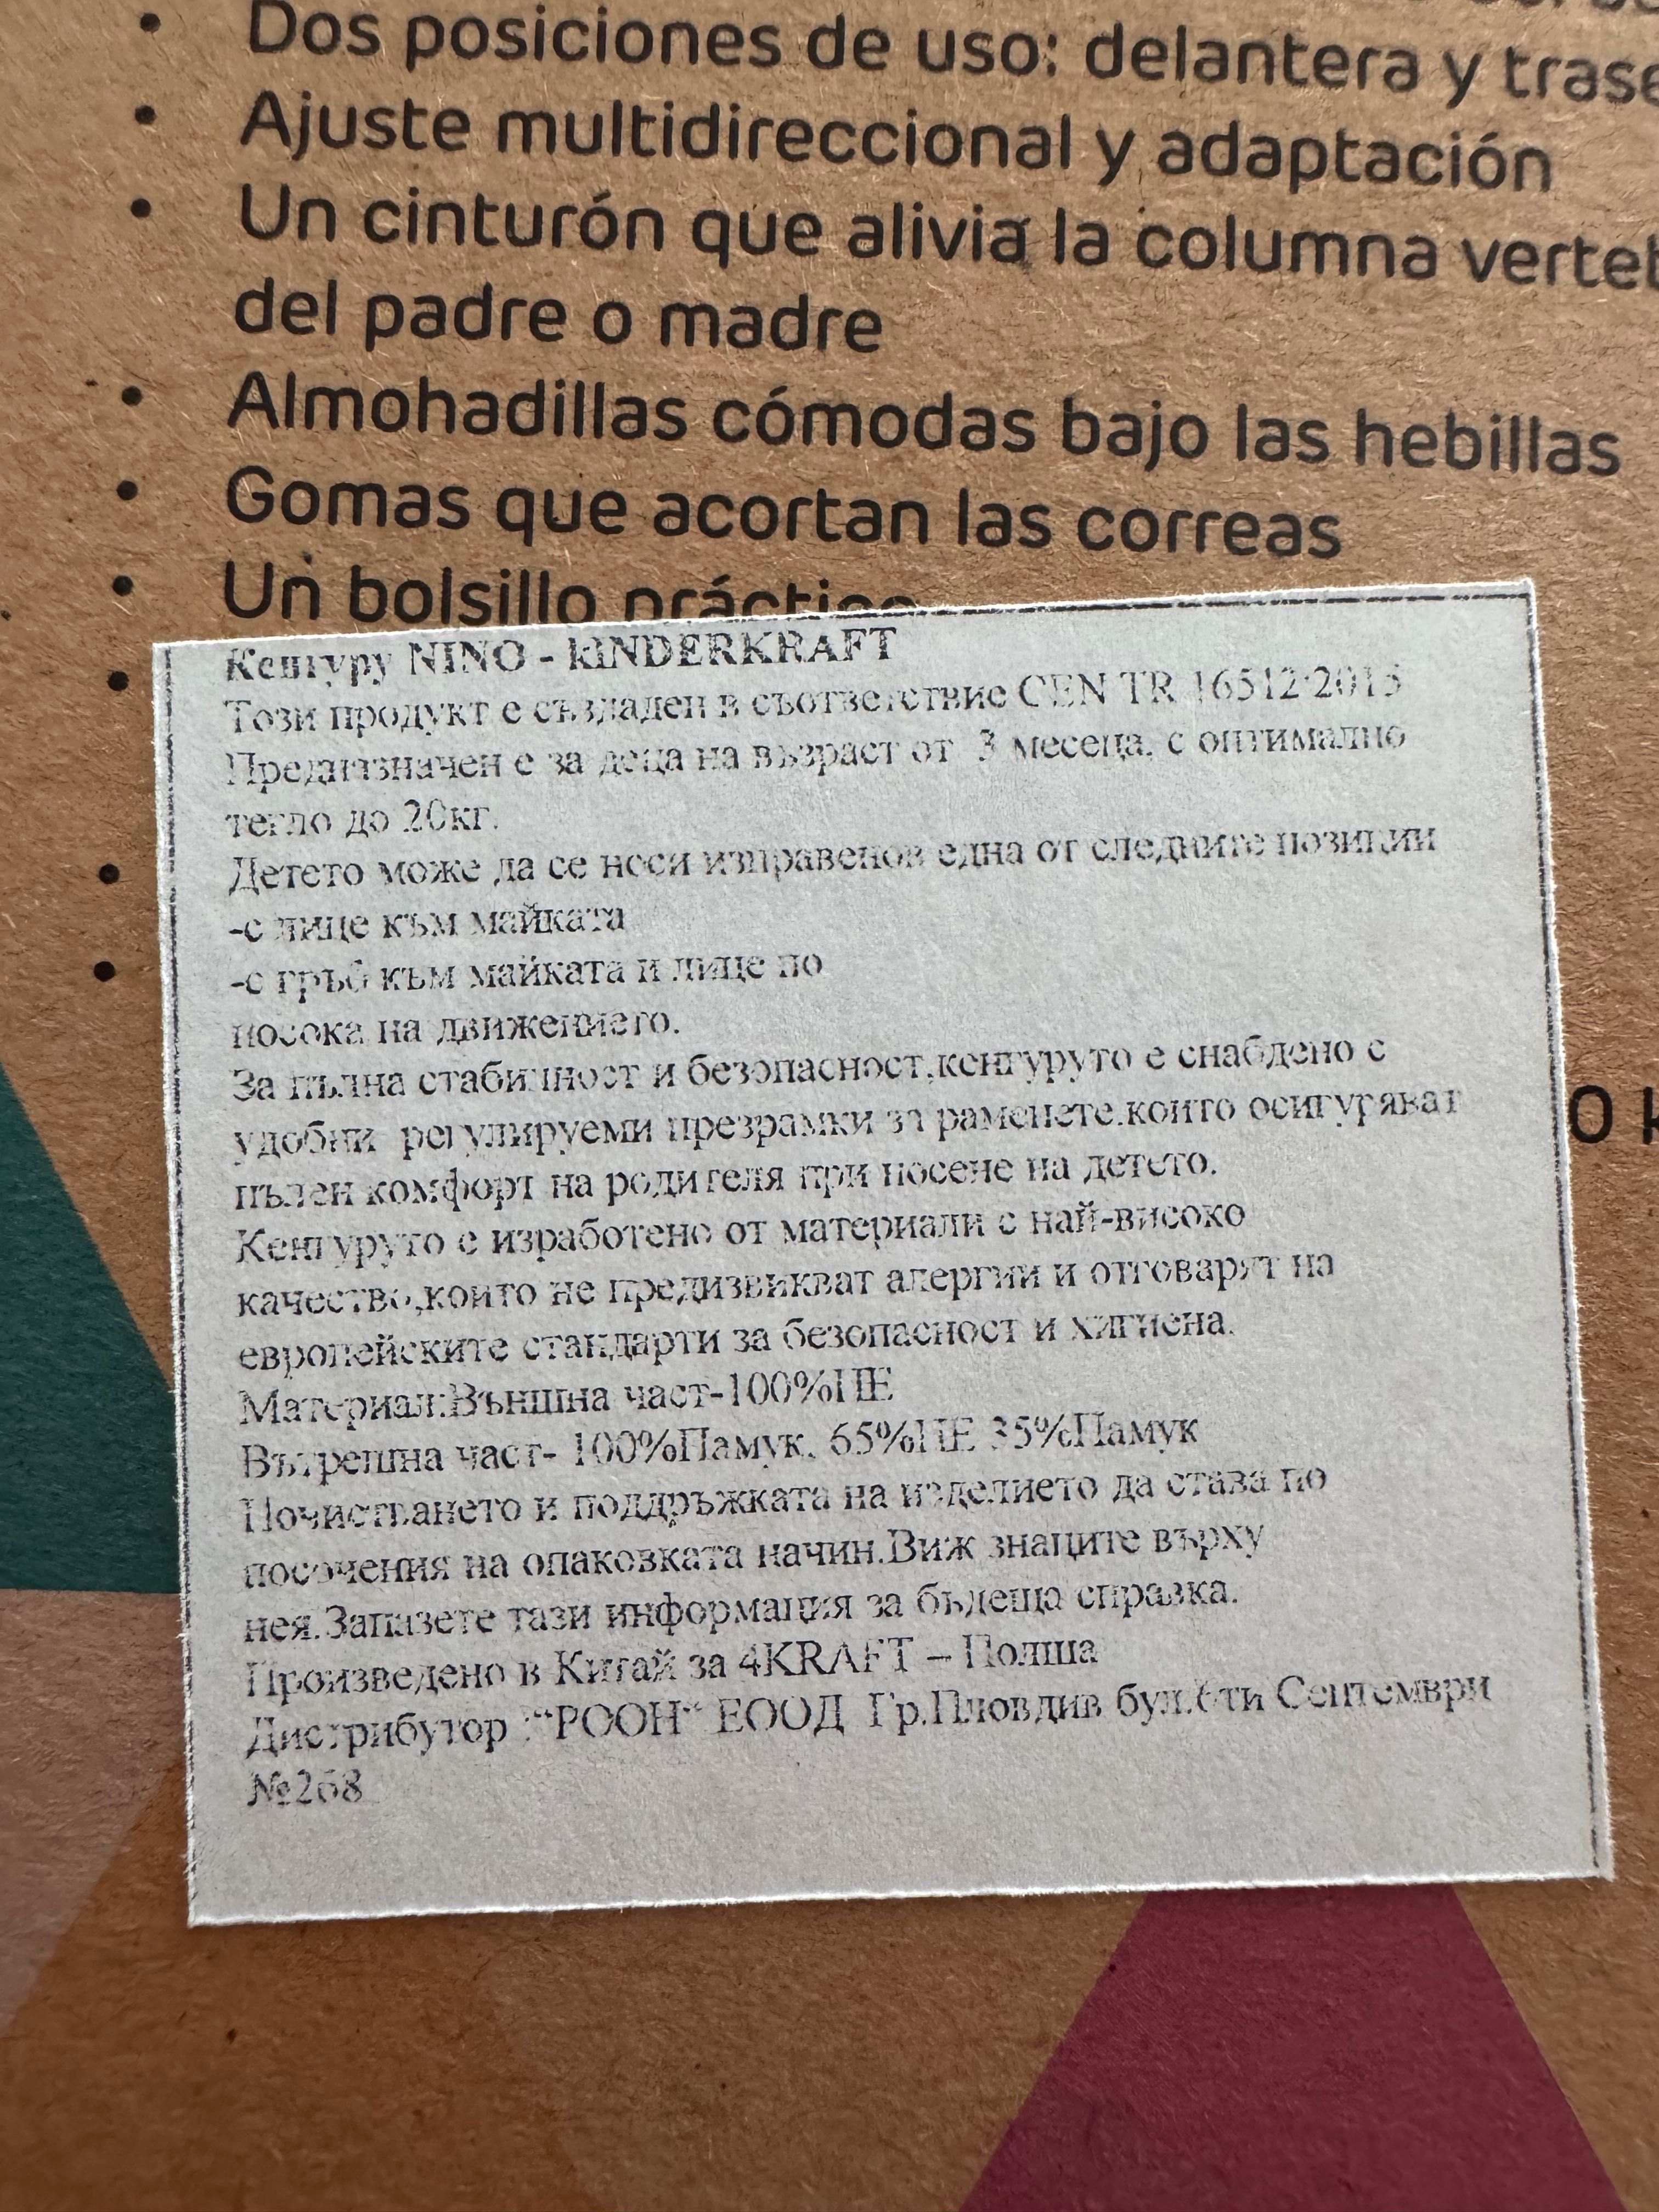 Dos posiciones de uso: delantera y
Ajuste multidireccional y adaptación
Un cinturón que alivia la columna
del padre o madre
Almohadillas cómodas bajo las hebillas
Gomas que acortan las correas
Un bolsillo práctico
Кенгуру NINO - KINDERKRAFT
Този продукт е създаден в съответствие CEN TR 16512:2015
Предназначен е за деца на възраст от 3 месеца, с оптимално
тегло до 20кг.
Детето може да се носи изправенов една от следните позиции
-с лице към майката
-с гръб към майката и лице по
посока на движението.
За пълна стабилност и безопасност,кенгуруто е снабдено с
удобни регулируеми презрамки за раменете.които осигуряват
пълен комфорт на родителя при носене на детето.
Кенгуруто е изработено от материали с най-високо
качество,които не предизвикват алергии и отговарят на
европейските стандарти за безопасност и хигиена.
Материал:Външна част-100%ПЕ
Вътрешна част- 100%Памук, 65%ПЕ 35%Памук
Почистването и поддръжката на изделието да става по
посочения на опаковката начин.Виж знаците върху
нея.Запазете тази информация за бъдеща справка.
Произведено в Китай за 4KRAFT – Полша
Дистрибутор :“РООН“ ЕООД Гр.Пловдив бул.6ти Септември
№268